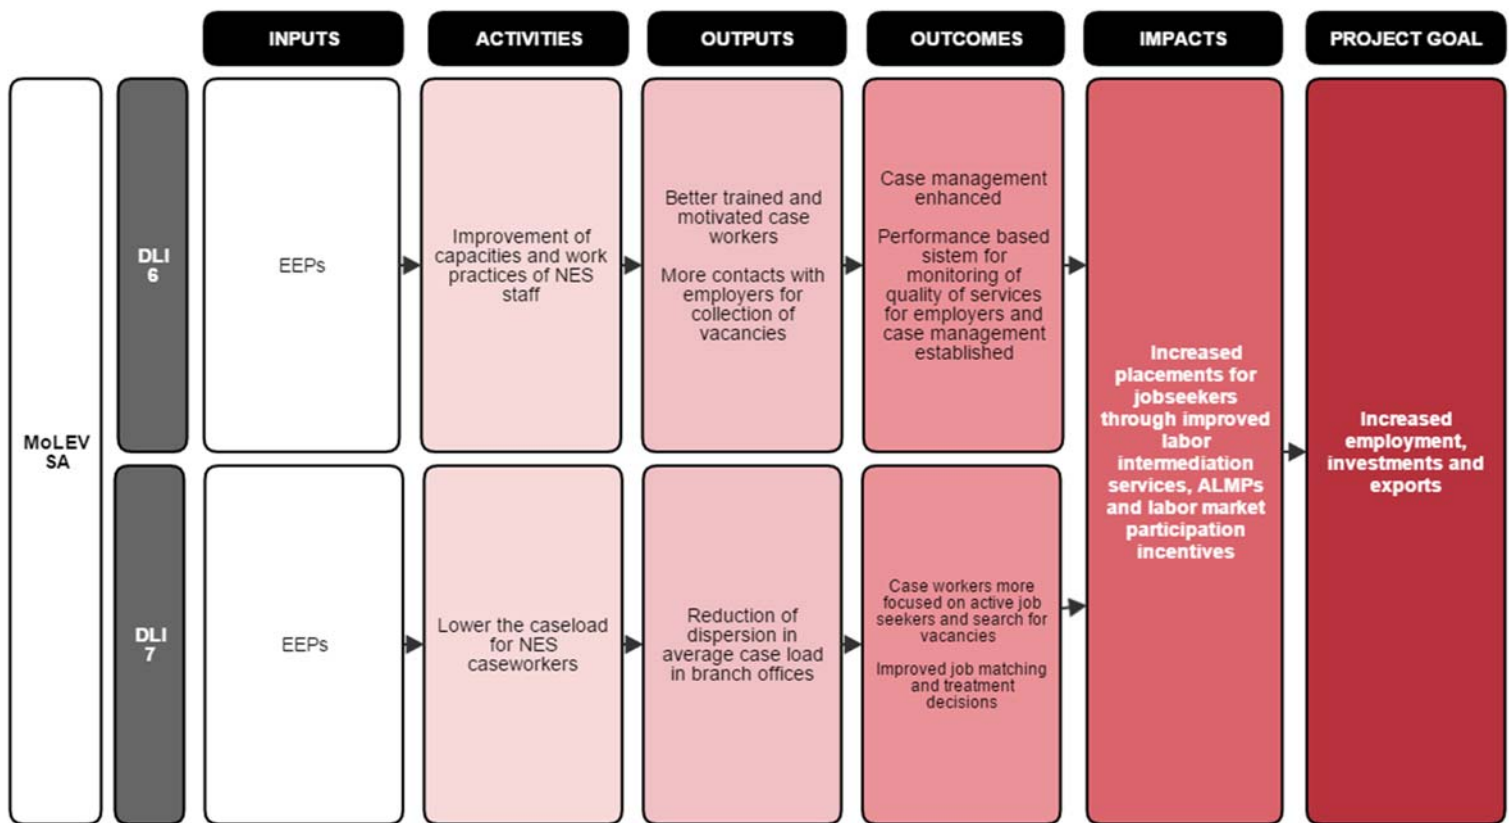 INPUTS
ACTIVITIES
OUTPUTS
OUTCOMES
IMPACTS
PROJECT GOAL
MoLEV
SA
DLI
6
EEPs
Improvement of
capacities and work
practices of NES
staff
Better trained and
motivated case
workers
More contacts with
employers for
collection of
vacancies
Case management
enhanced
Performance based
sistem for
monitoring of
quality of services
for employers and
case management
established
DLI
7
EEPs
Lower the caseload
for NES
caseworkers
Reduction of
dispersion in
average case load
in branch offices
Case workers more
focused on active job
seekers and search for
vacancies
Improved job matching
and treatment
decisions
Increased
placements for
jobseekers
through improved
labor
intermediation
services, ALMPs
and labor market
participation
incentives
Increased
employment,
investments and
exports